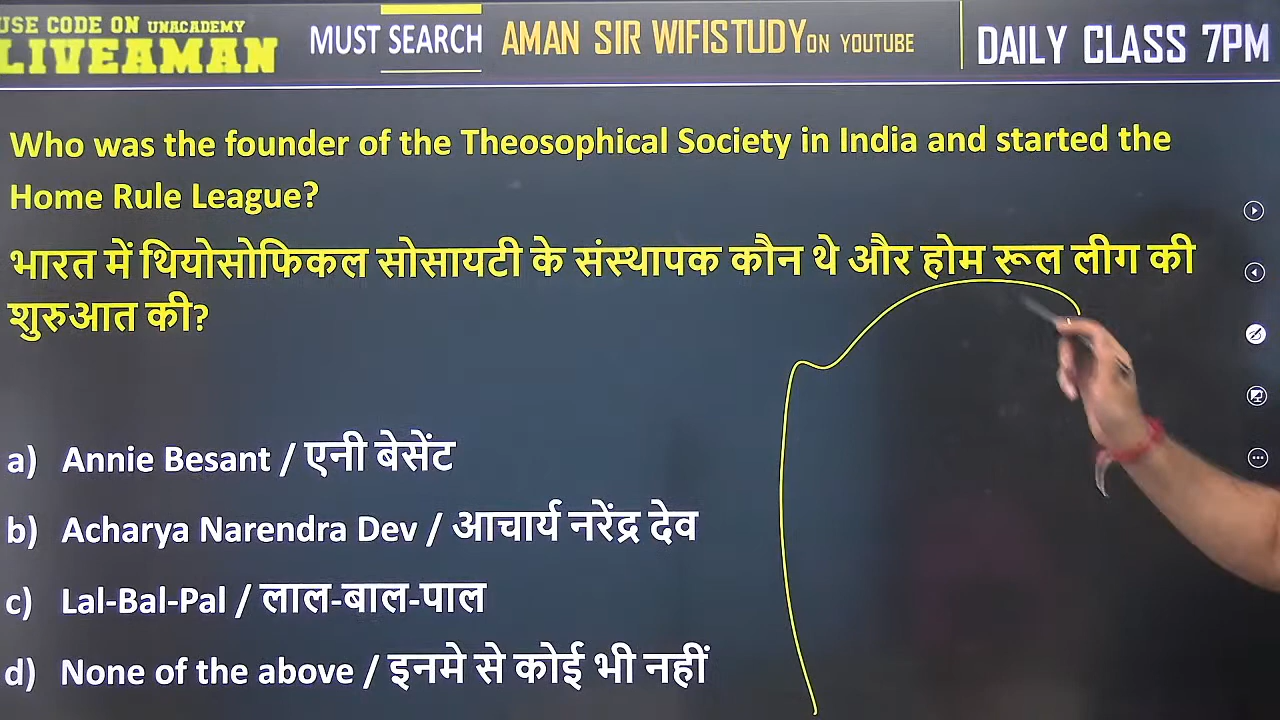 USE CODE ON UNACADEMY
LIVEAMAN
MUST SEARCH
AMAN SIR WIFISTUDY ON YOUTUBE
DAILY CLASS 7PM
Who was the founder of the Theosophical Society in India and started the
Home Rule League?
भारत में थियोसोफिकल सोसायटी के संस्थापक कौन थे और होम रूल लीग की
शुरुआत की?
a) Annie Besant / एनी बेसेंट
b) Acharya Narendra Dev / आचार्य नरेंद्र देव
c) Lal-Bal-Pal / लाल-बाल-पाल
d) None of the above / इनमे से कोई भी नहीं